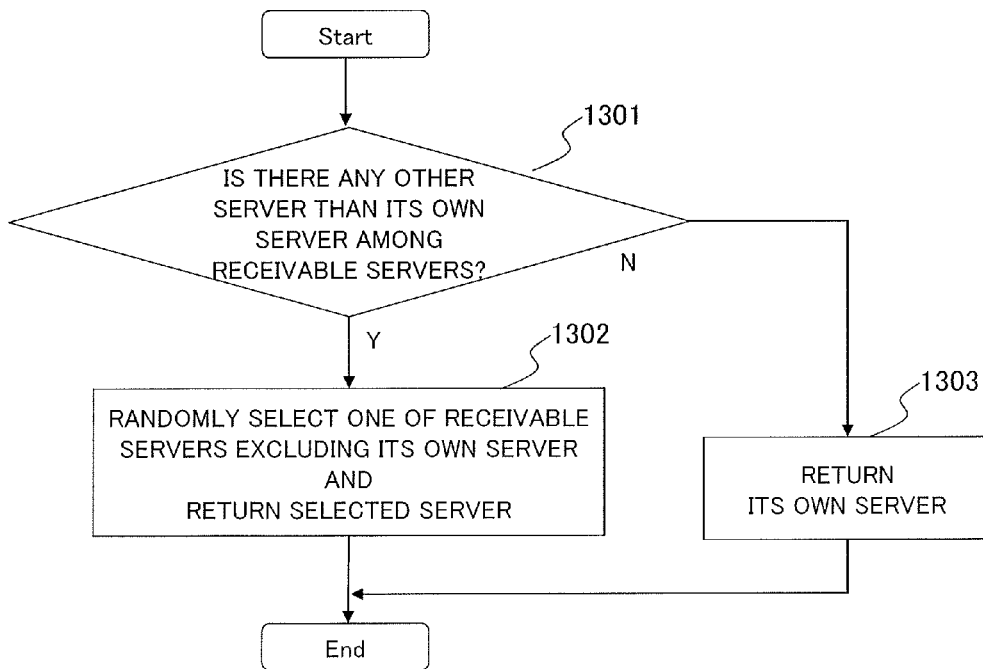 Start
1301
IS THERE ANY OTHER
SERVER THAN ITS OWN
SERVER AMONG
RECEIVABLE SERVERS?
N
Y
1302
RANDOMLY SELECT ONE OF RECEIVABLE
SERVERS EXCLUDING ITS OWN SERVER
AND
RETURN SELECTED SERVER
1303
RETURN
ITS OWN SERVER
End